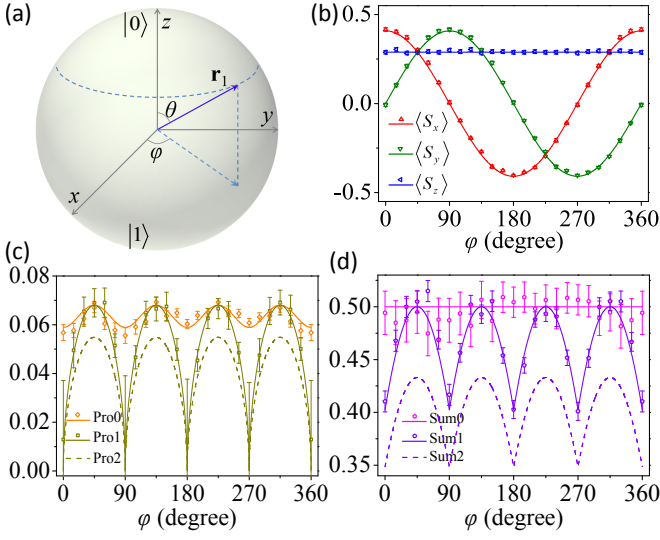 (a)
|0⟩
z
r₁
θ
y
φ
x
|1⟩
(b)
0.5
0.0
-0.5
⟨Sₓ⟩
⟨Sᵧ⟩
⟨S_z⟩
0 90 180 270 360
φ (degree)
(c)
0.08
0.06
0.04
0.02
0.00
Pro0
Pro1
Pro2
0 90 180 270 360
φ (degree)
(d)
0.50
0.45
0.40
0.35
Sum0
Sum1
Sum2
0 90 180 270 360
φ (degree)